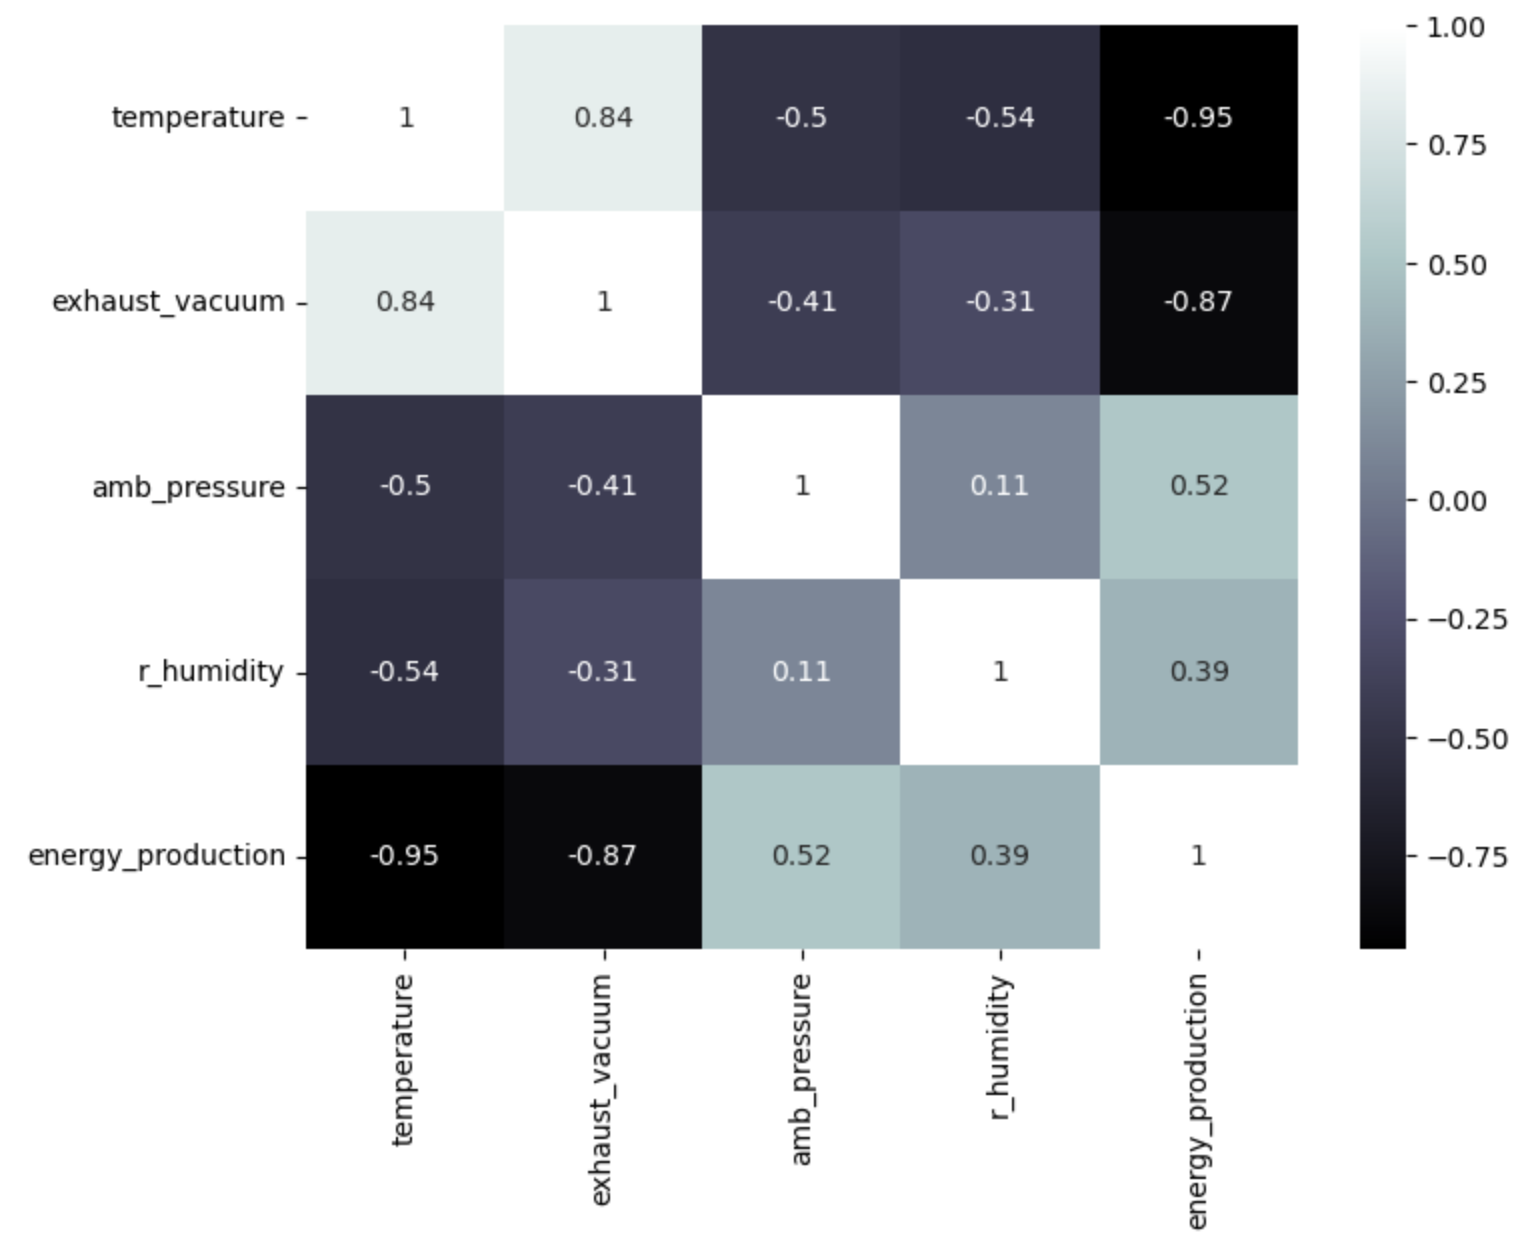 temperature 1 0.84 -0.5 -0.54 -0.95
exhaust_vacuum 0.84 1 -0.41 -0.31 -0.87
amb_pressure -0.5 -0.41 1 0.11 0.52
r_humidity -0.54 -0.31 0.11 1 0.39
energy_production -0.95 -0.87 0.52 0.39 1
temperature
exhaust_vacuum
amb_pressure
r_humidity
energy_production
1.00
0.75
0.50
0.25
0.00
−0.25
−0.50
−0.75